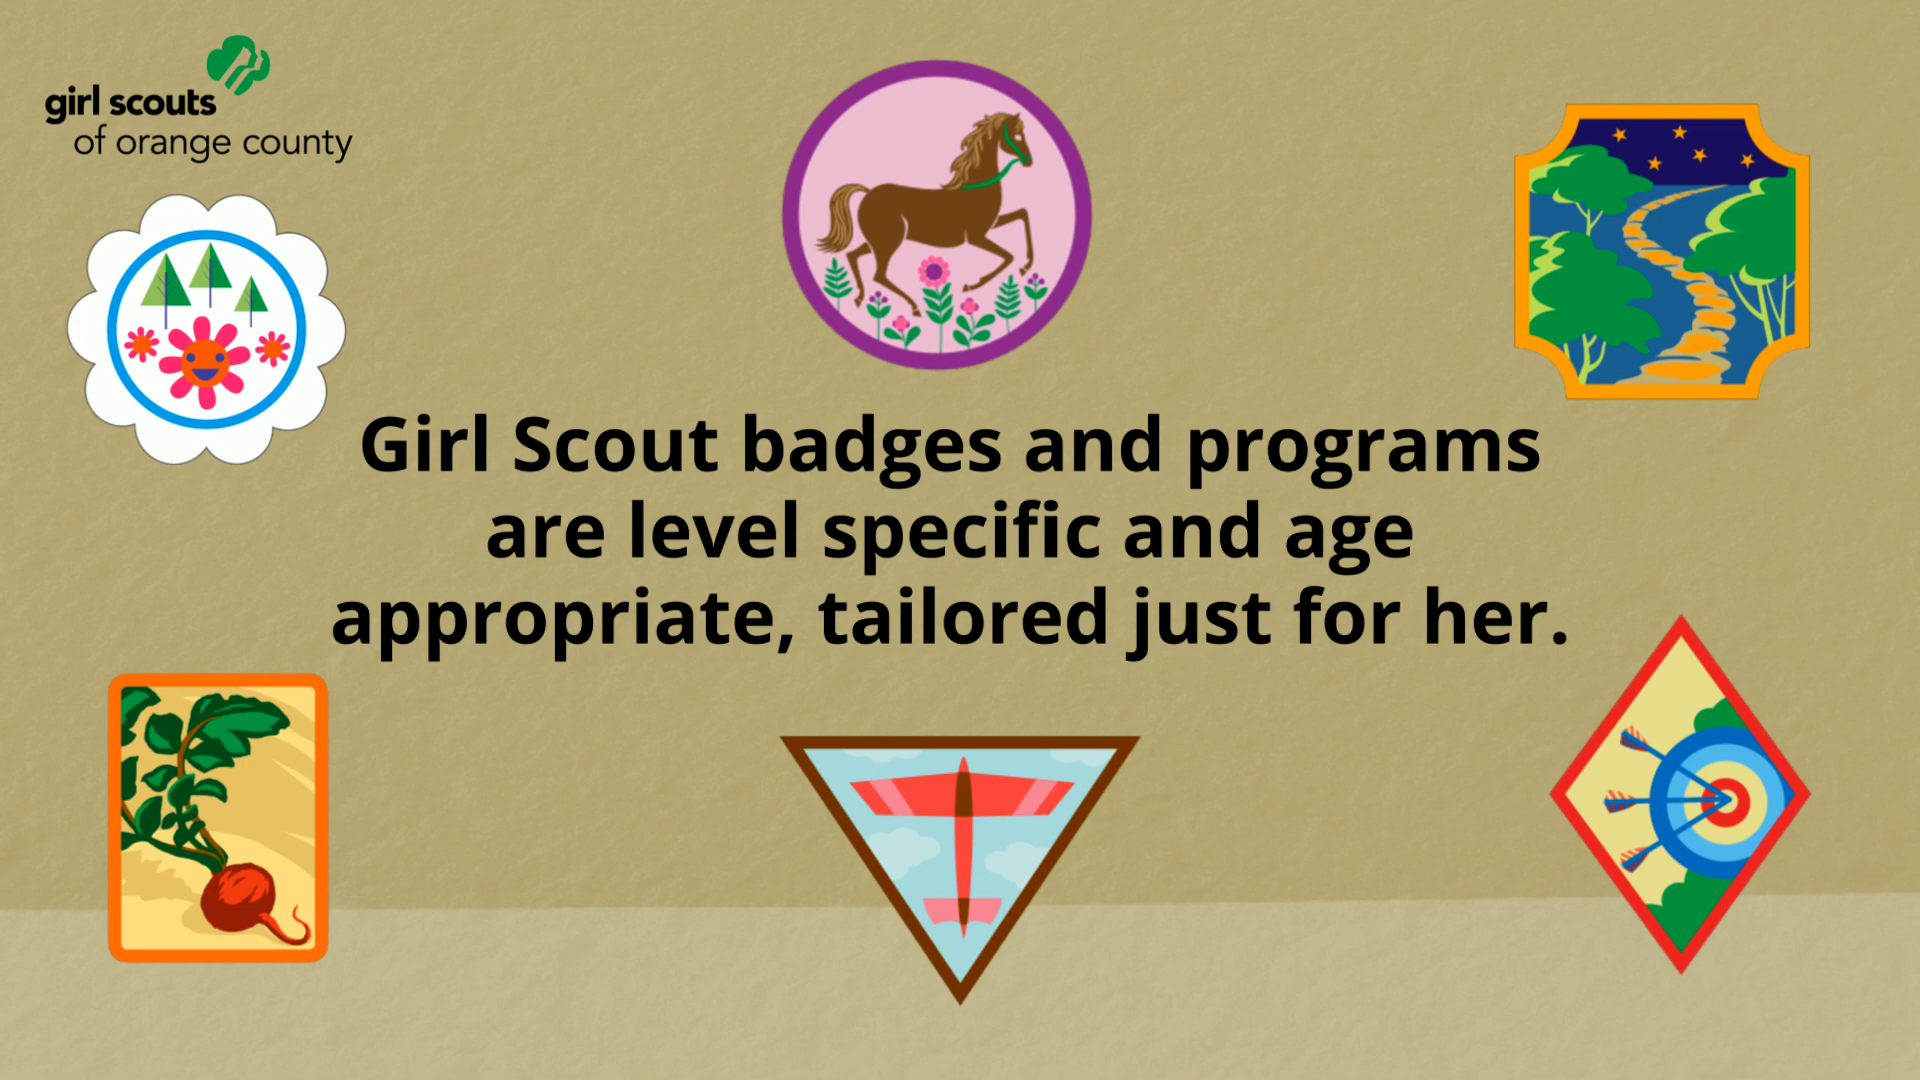 girl scouts
of orange county
Girl Scout badges and programs
are level specific and age
appropriate, tailored just for her.